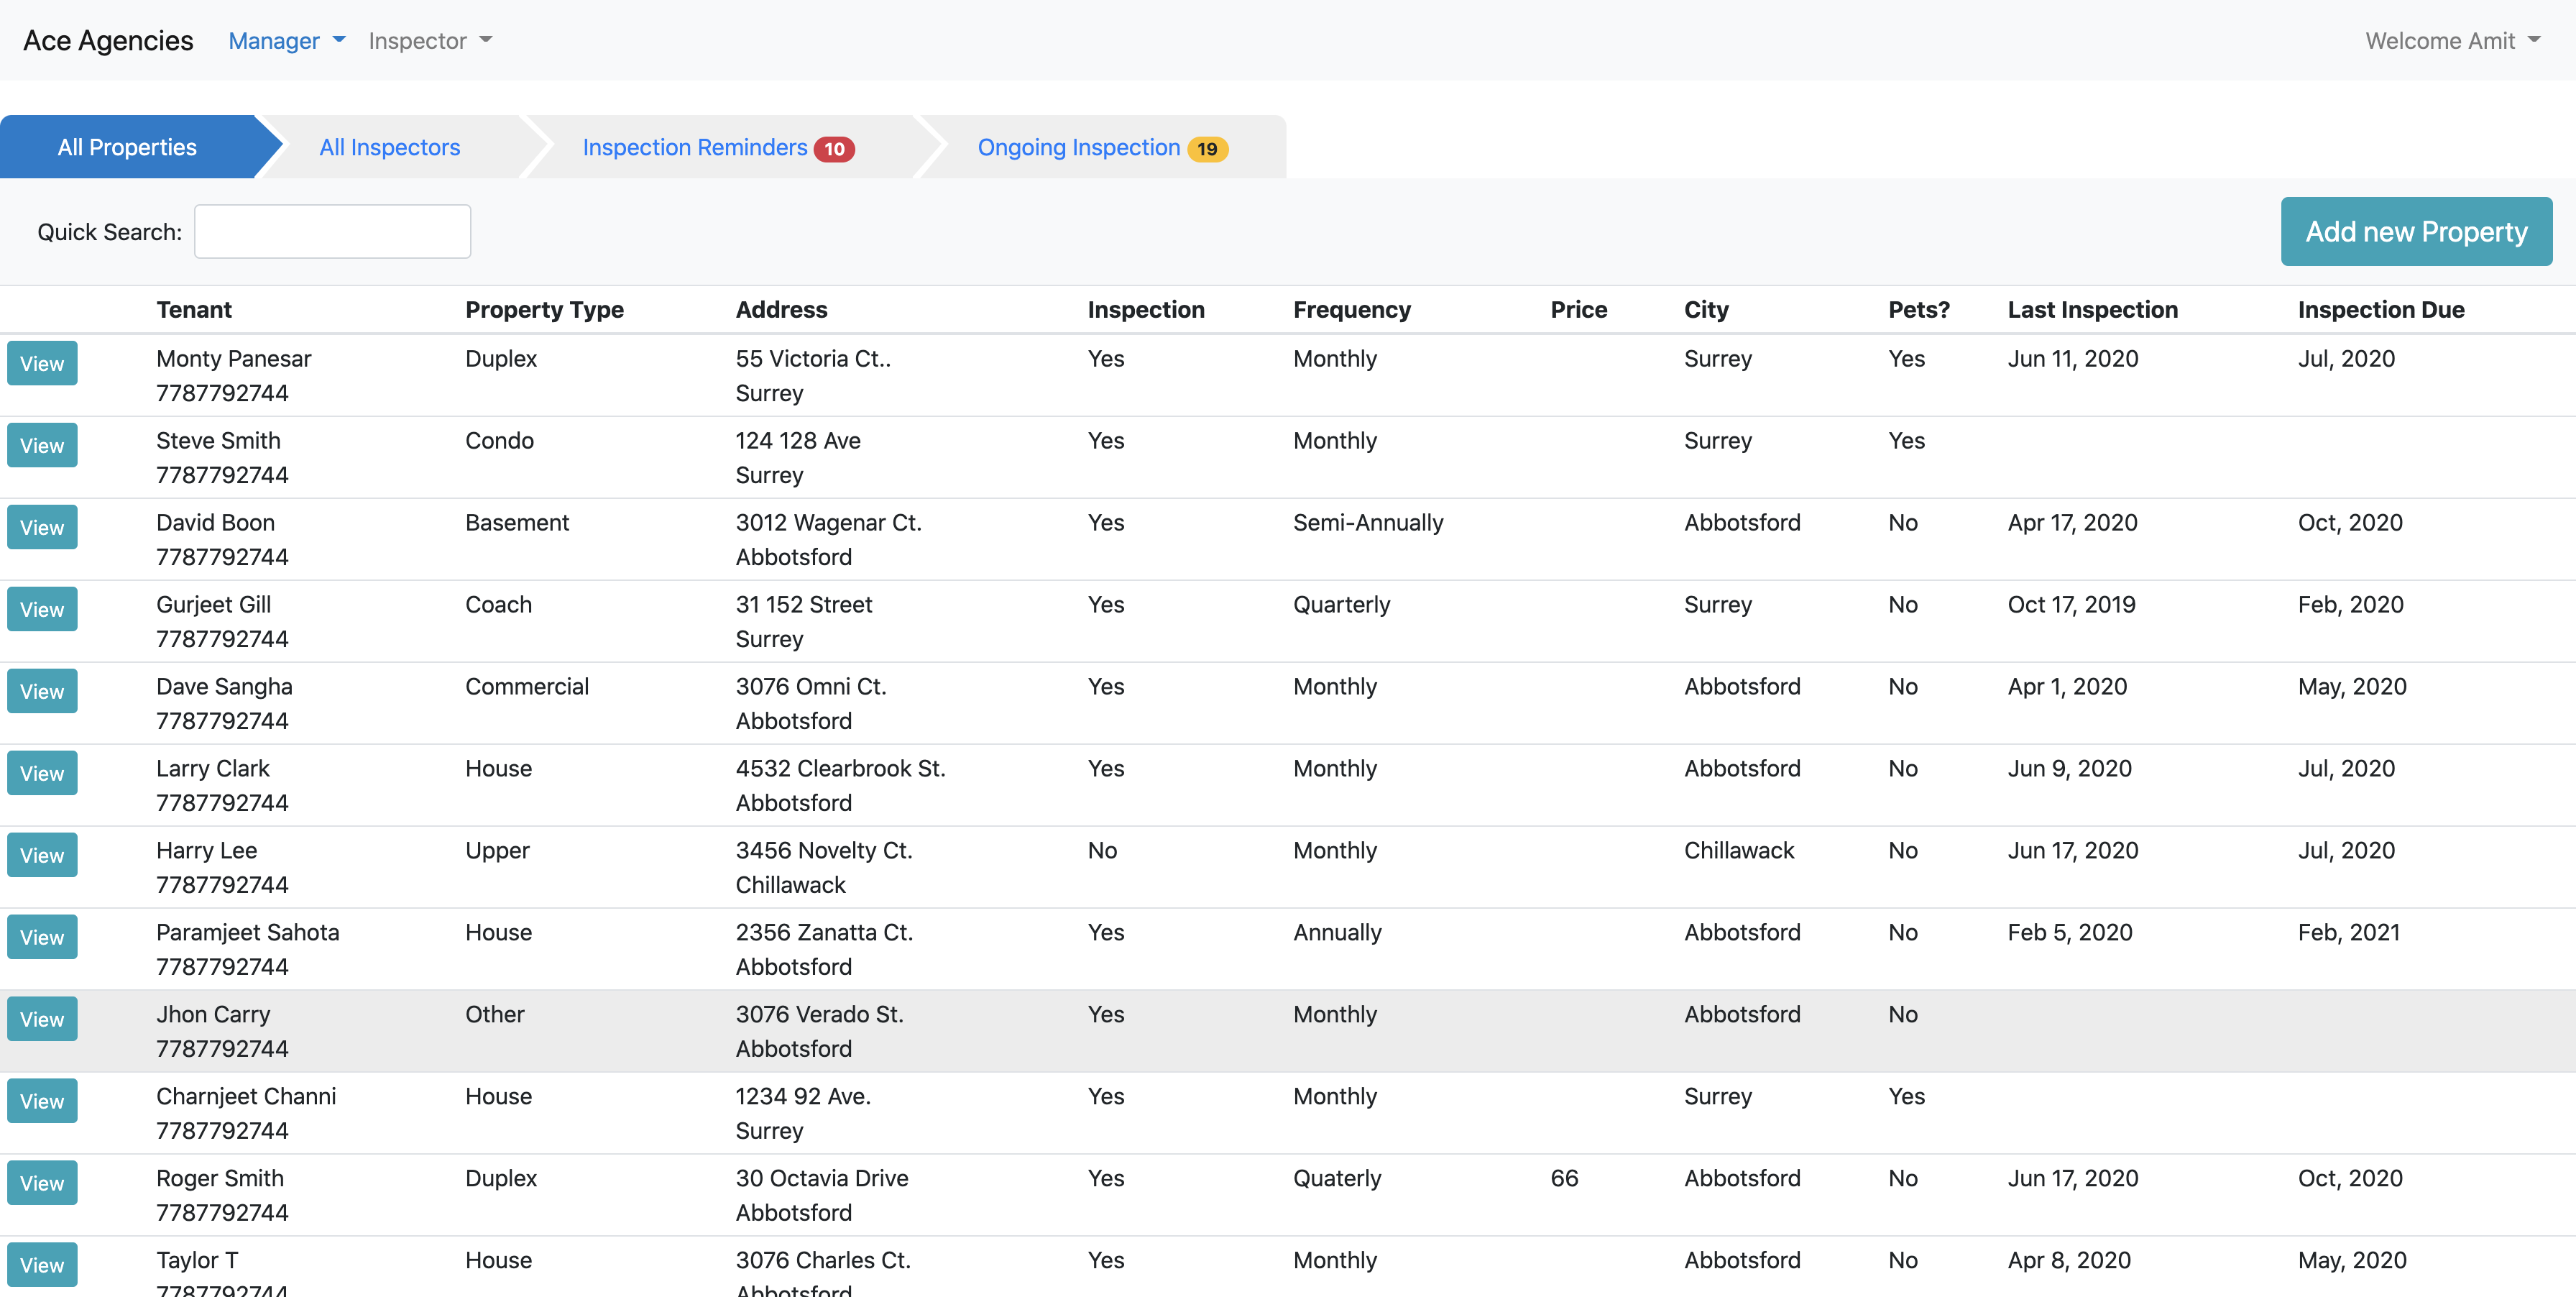 Ace Agencies Manager Inspector Welcome Amit
All Properties All Inspectors Inspection Reminders 10 Ongoing Inspection 19
Quick Search: Add new Property
Tenant Property Type Address Inspection Frequency Price City Pets? Last Inspection Inspection Due
View Monty Panesar Duplex 55 Victoria Ct.. Yes Monthly Surrey Yes Jun 11, 2020 Jul, 2020
7787792744 Surrey
View Steve Smith Condo 124 128 Ave Yes Monthly Surrey Yes
7787792744 Surrey
View David Boon Basement 3012 Wagenar Ct. Yes Semi-Annually Abbotsford No Apr 17, 2020 Oct, 2020
7787792744 Abbotsford
View Gurjeet Gill Coach 31 152 Street Yes Quarterly Surrey No Oct 17, 2019 Feb, 2020
7787792744 Surrey
View Dave Sangha Commercial 3076 Omni Ct. Yes Monthly Abbotsford No Apr 1, 2020 May, 2020
7787792744 Abbotsford
View Larry Clark House 4532 Clearbrook St. Yes Monthly Abbotsford No Jun 9, 2020 Jul, 2020
7787792744 Abbotsford
View Harry Lee Upper 3456 Novelty Ct. No Monthly Chillawack No Jun 17, 2020 Jul, 2020
7787792744 Chillawack
View Paramjeet Sahota House 2356 Zanatta Ct. Yes Annually Abbotsford No Feb 5, 2020 Feb, 2021
7787792744 Abbotsford
View Jhon Carry Other 3076 Verado St. Yes Monthly Abbotsford No
7787792744 Abbotsford
View Charnjeet Channi House 1234 92 Ave. Yes Monthly Surrey Yes
7787792744 Surrey
View Roger Smith Duplex 30 Octavia Drive Yes Quaterly 66 Abbotsford No Jun 17, 2020 Oct, 2020
7787792744 Abbotsford
View Taylor T House 3076 Charles Ct. Yes Monthly Abbotsford No Apr 8, 2020 May, 2020
7787792744 Abbotsford